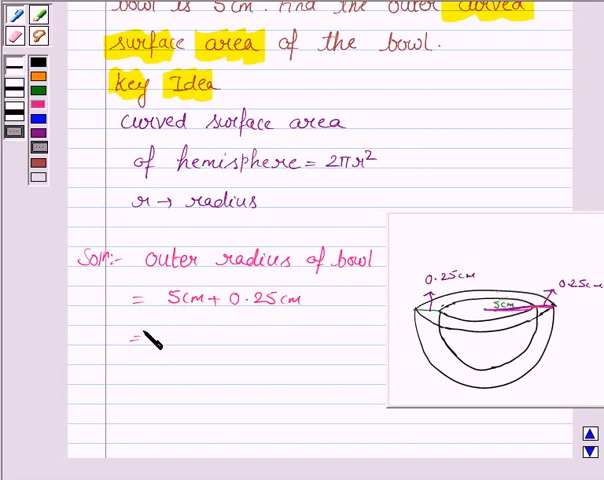 bowl is 5cm. Find the outer curved
surface area of the bowl.
Key Idea
Curved surface area
of hemisphere = 2πr²
r → radius
Soln:- Outer radius of bowl
= 5cm + 0.25cm
=
0.25cm
0.25cm
5cm